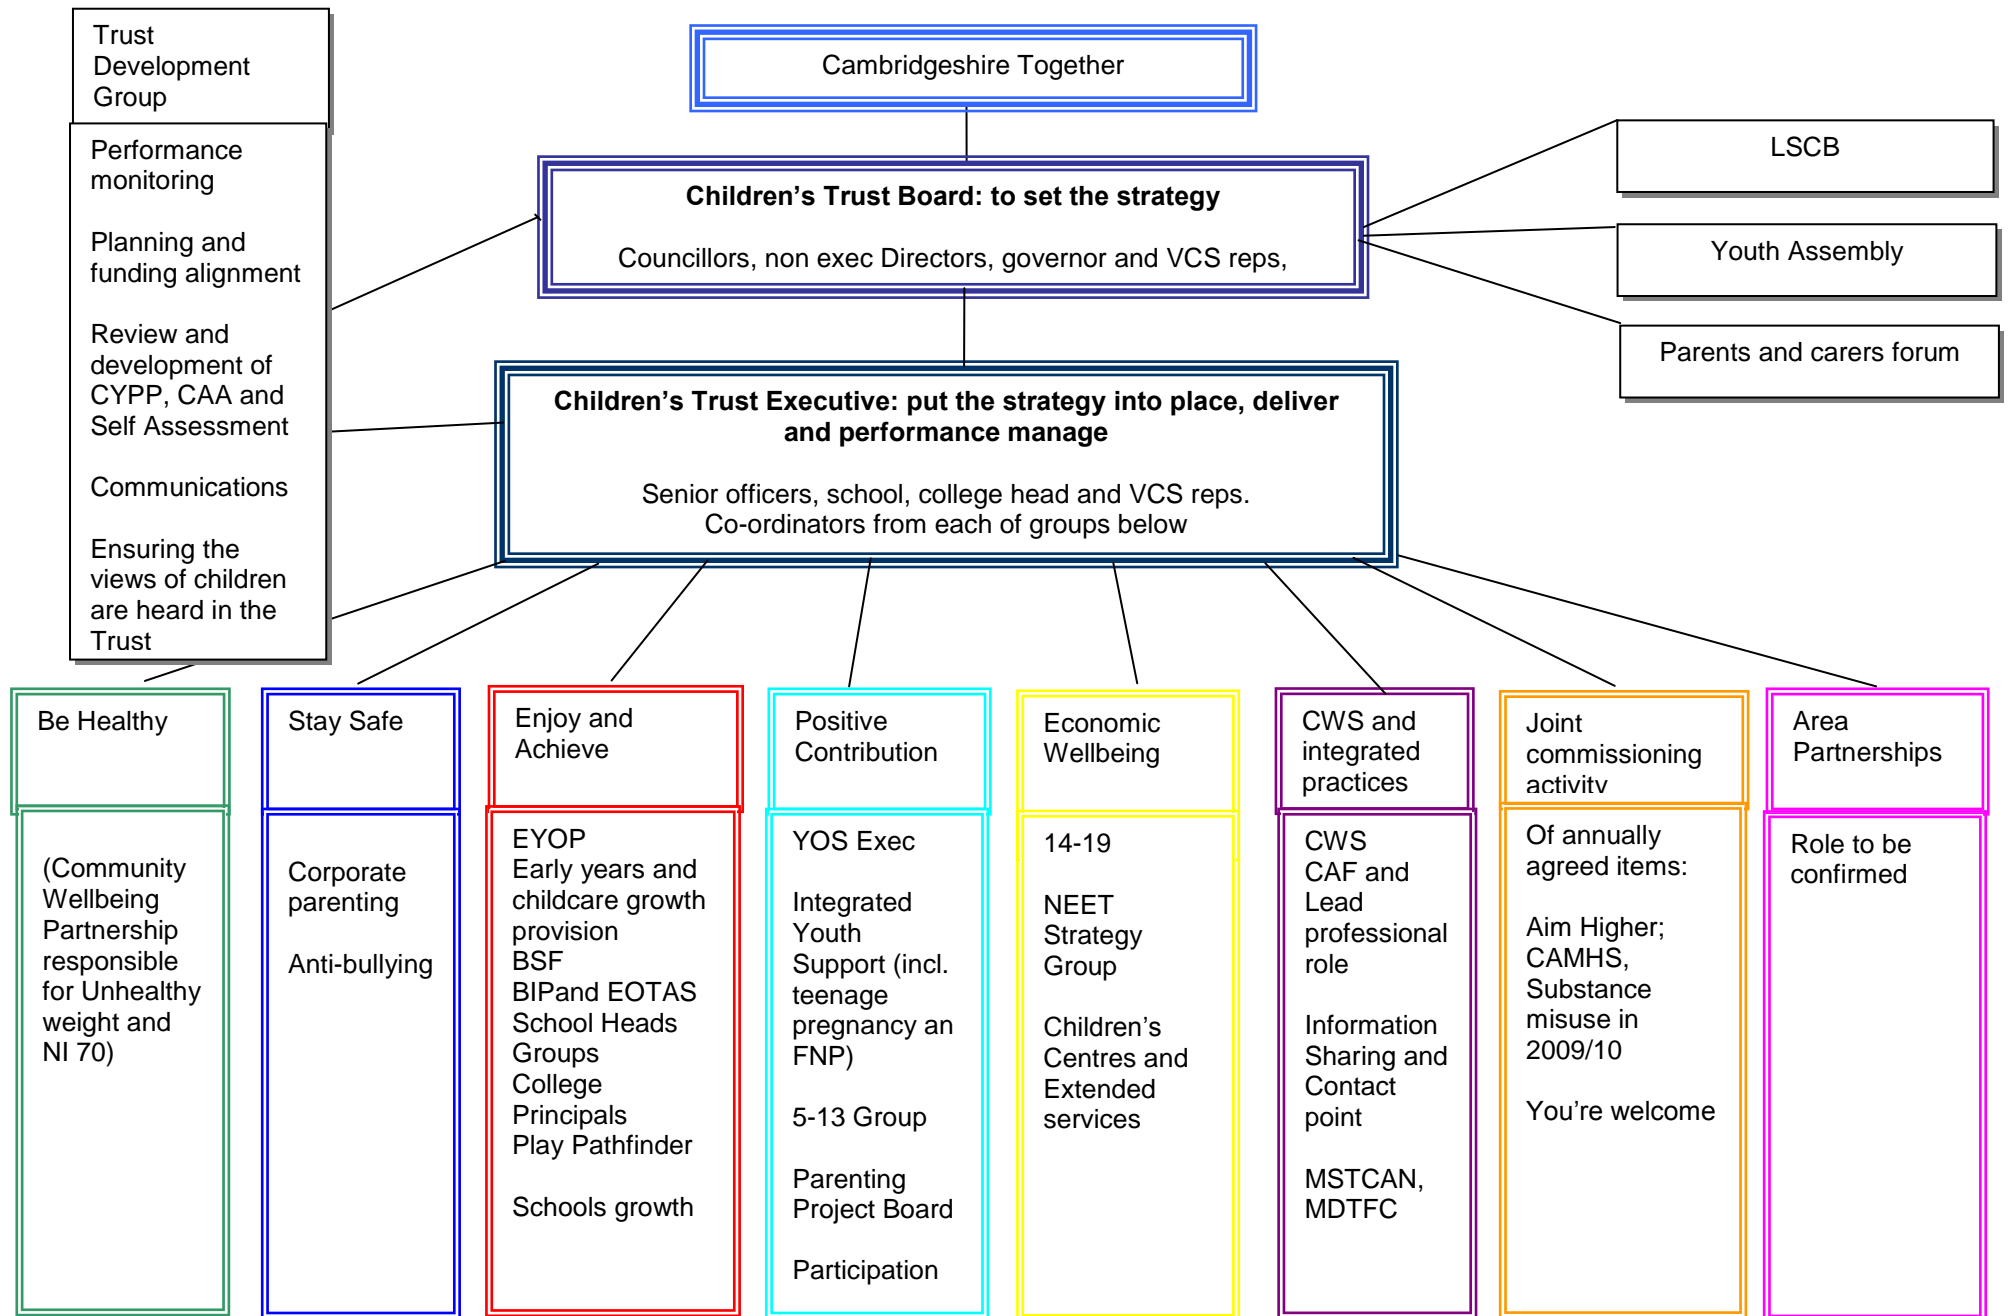 Trust
Development
Group
Performance
monitoring
Planning and
funding alignment
Review and
development of
CYPP, CAA and
Self Assessment
Communications
Ensuring the
views of children
are heard in the
Trust
Cambridgeshire Together
Children’s Trust Board: to set the strategy
Councillors, non exec Directors, governor and VCS reps,
LSCB
Youth Assembly
Parents and carers forum
Children’s Trust Executive: put the strategy into place, deliver
and performance manage
Senior officers, school, college head and VCS reps.
Co-ordinators from each of groups below
Be Healthy
(Community
Wellbeing
Partnership
responsible
for Unhealthy
weight and
NI 70)
Stay Safe
Corporate
parenting
Anti-bullying
Enjoy and
Achieve
EYOP
Early years and
childcare growth
provision
BSF
BIPand EOTAS
School Heads
Groups
College
Principals
Play Pathfinder
Schools growth
Positive
Contribution
YOS Exec
Integrated
Youth
Support (incl.
teenage
pregnancy an
FNP)
5-13 Group
Parenting
Project Board
Participation
Economic
Wellbeing
14-19
NEET
Strategy
Group
Children’s
Centres and
Extended
services
CWS and
integrated
practices
CWS
CAF and
Lead
professional
role
Information
Sharing and
Contact
point
MSTCAN,
MDTFC
Joint
commissioning
activity
Of annually
agreed items:
Aim Higher;
CAMHS,
Substance
misuse in
2009/10
You’re welcome
Area
Partnerships
Role to be
confirmed